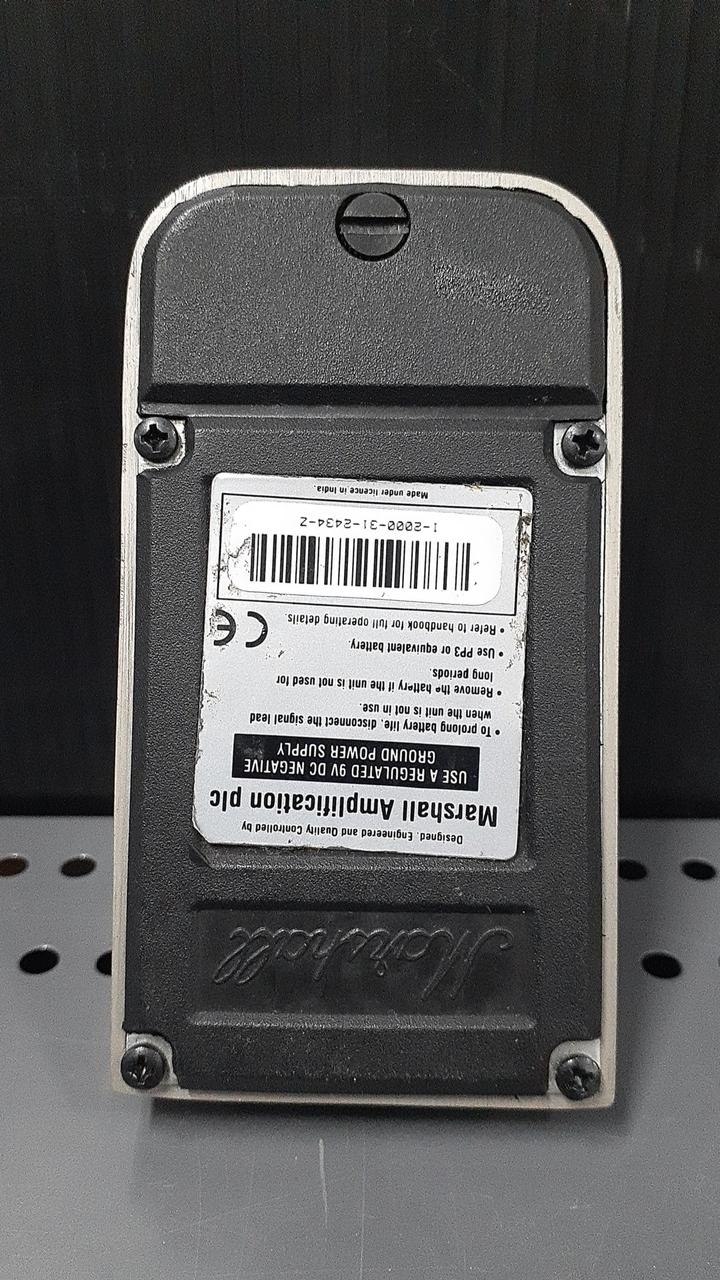 Marshall
Designed, Engineered and Quality Controlled by
Marshall Amplification plc
USE A REGULATED 9V DC NEGATIVE
GROUND POWER SUPPLY
• To prolong battery life, disconnect the signal lead
when the unit is not in use.
• Remove the battery if the unit is not used for
long periods.
• Use PP3 or equivalent battery.
• Refer to handbook for full operating details.
CE
I-2000-31-2434-Z
Made under licence in India.